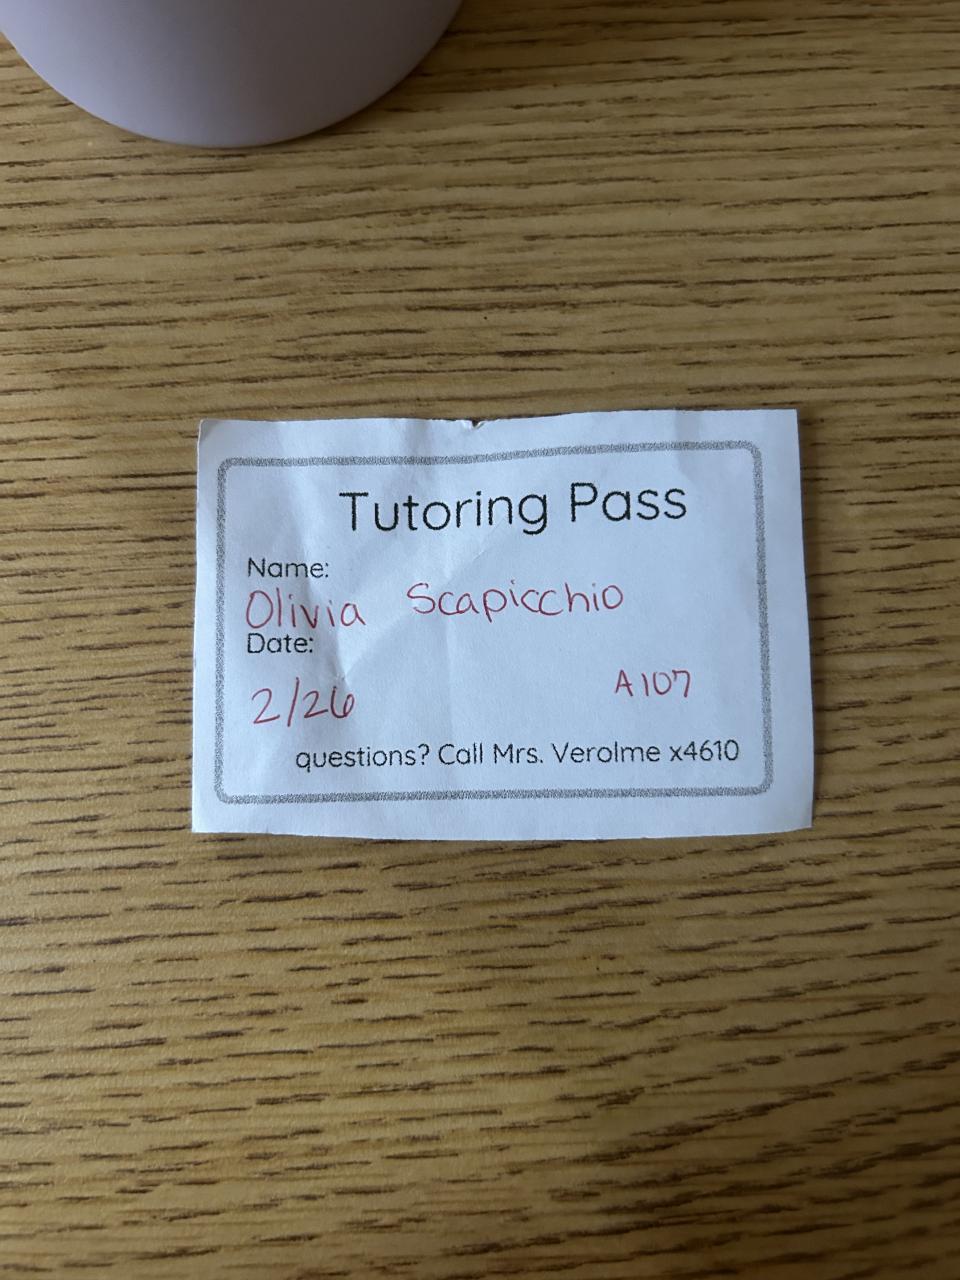 Tutoring Pass
Name:
Olivia Scapicchio
Date:
2/26 A107
questions? Call Mrs. Verolme x4610